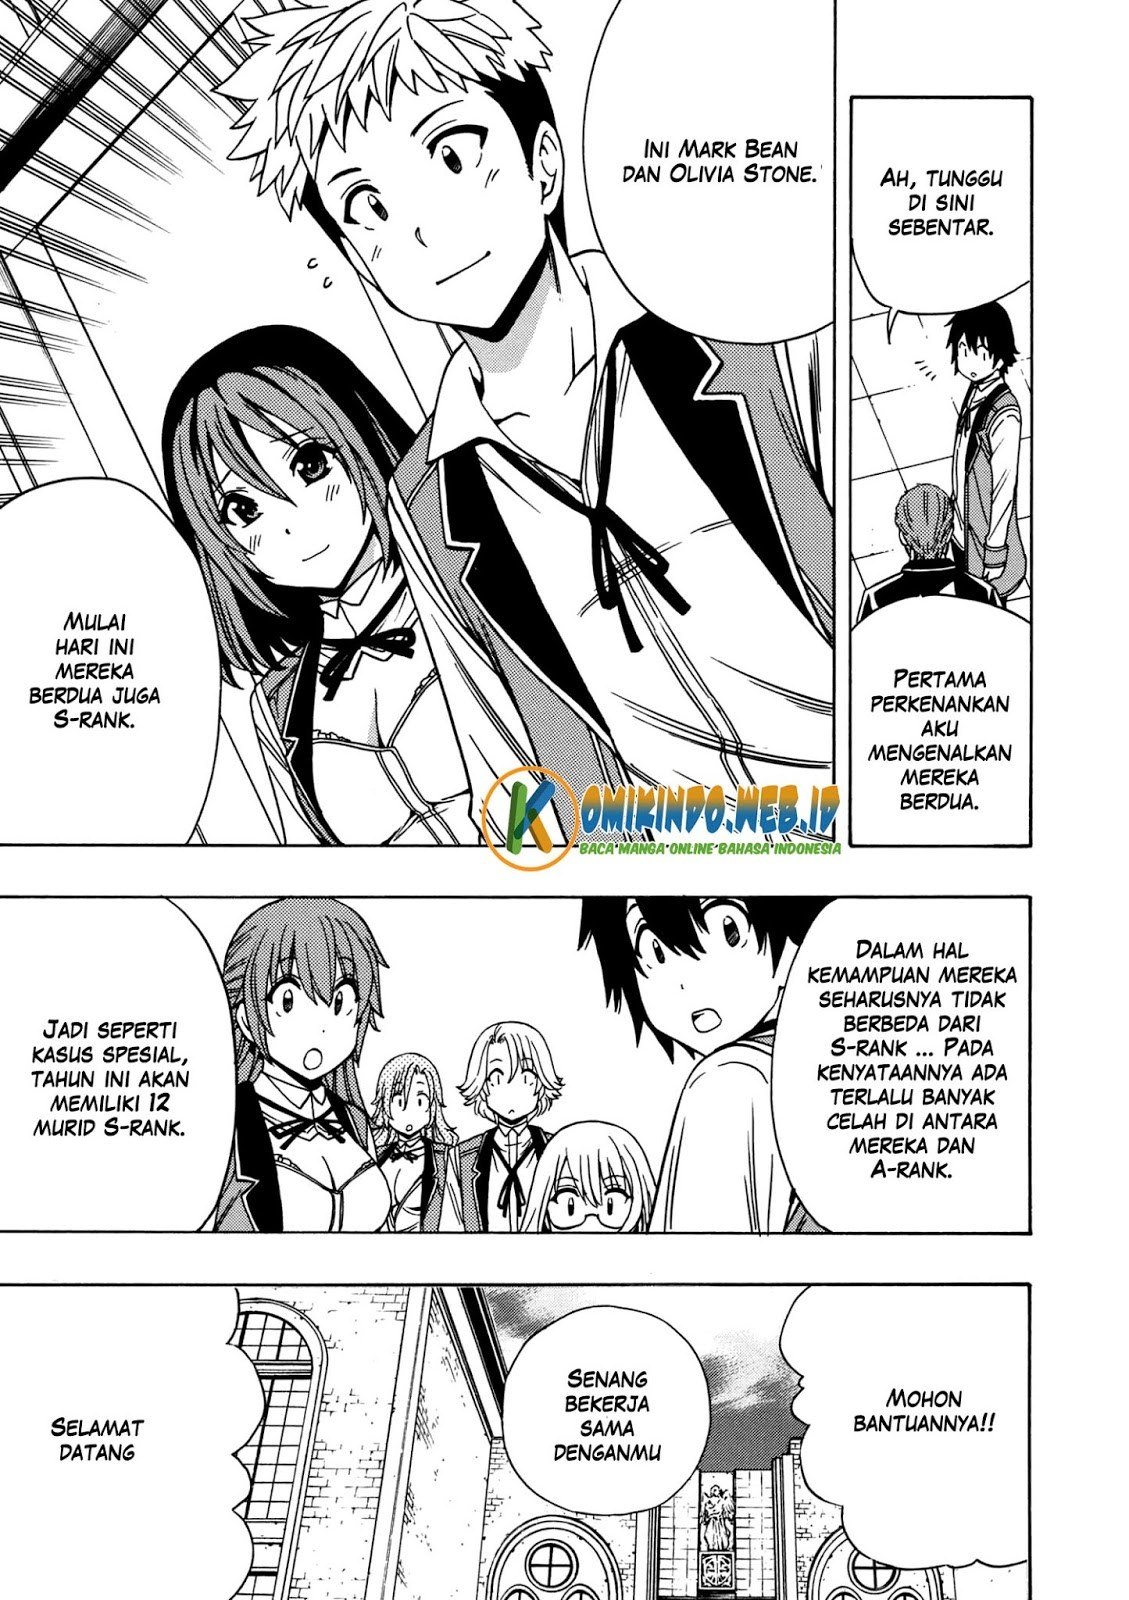 AH, TUNGGU
DI SINI
SEBENTAR.
PERTAMA
PERKENANKAN
AKU
MENGENALKAN
MEREKA
BERDUA.
INI MARK BEAN
DAN OLIVIA STONE.
MULAI
HARI INI
MEREKA
BERDUA JUGA
S-RANK.
KOMIKINDO.WEB.ID
BACA MANGA ONLINE BAHASA INDONESIA
DALAM HAL
KEMAMPUAN MEREKA
SEHARUSNYA TIDAK
BERBEDA DARI
S-RANK ... PADA
KENYATAANNYA ADA
TERLALU BANYAK
CELAH DI ANTARA
MEREKA DAN
A-RANK.
JADI SEPERTI
KASUS SPESIAL,
TAHUN INI AKAN
MEMILIKI 12
MURID S-RANK.
MOHON
BANTUANNYA!!
SENANG
BEKERJA
SAMA
DENGANMU
SELAMAT
DATANG